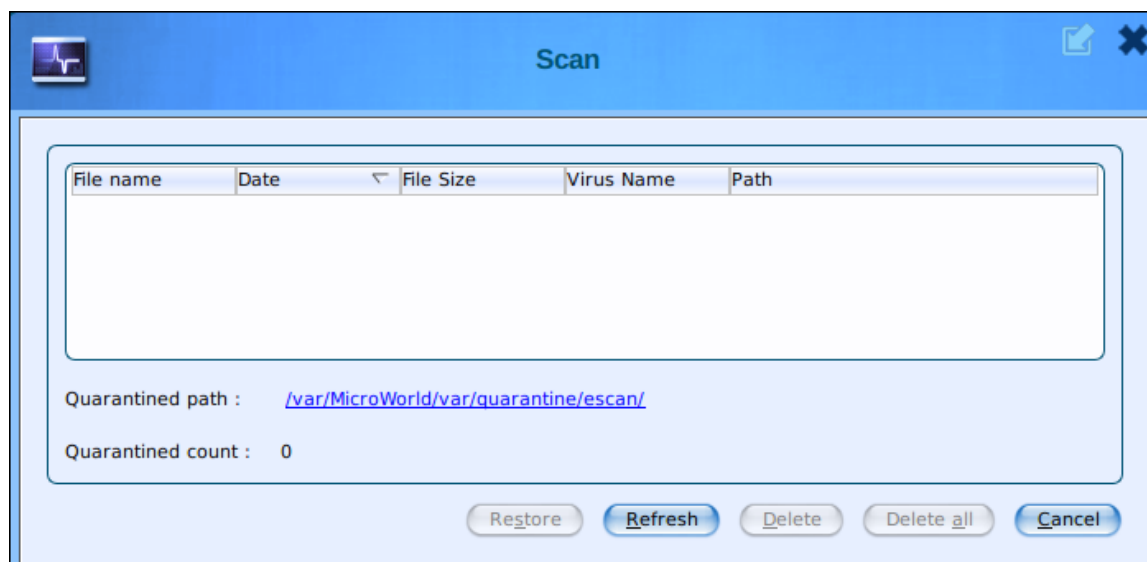 Scan
File name Date File Size Virus Name Path
Quarantined path : /var/MicroWorld/var/quarantine/escan/
Quarantined count : 0
Restore Refresh Delete Delete all Cancel